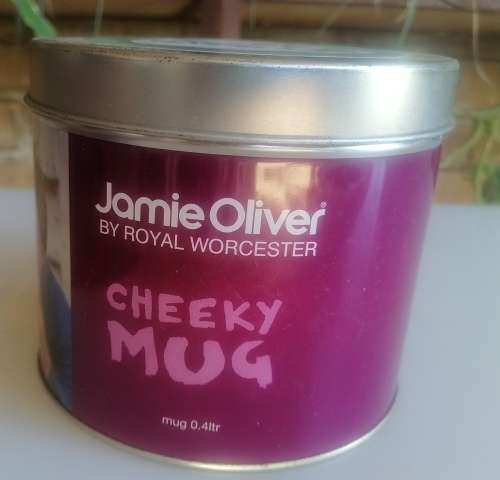 Jamie Oliver®
BY ROYAL WORCESTER
CHEEKY
MUG
mug 0.4ltr